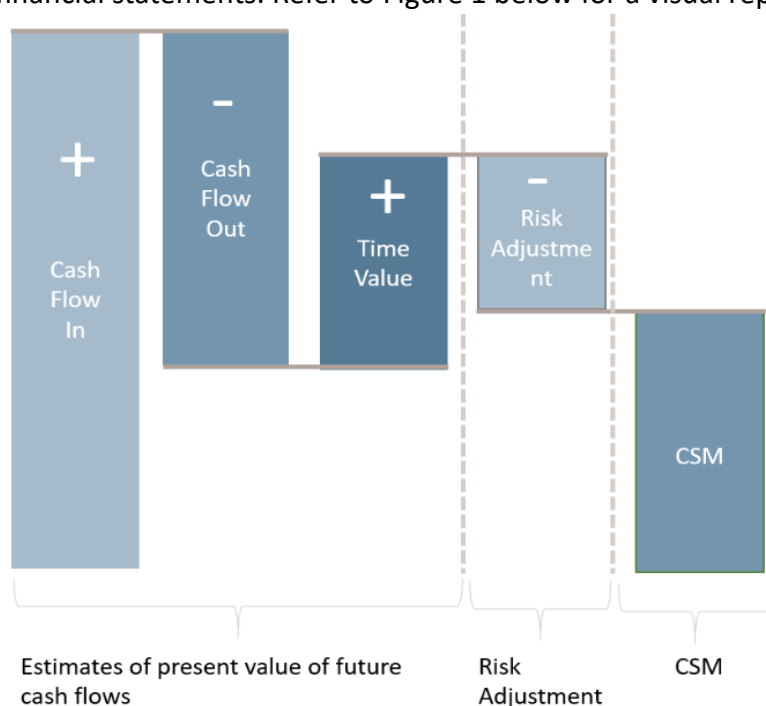 financial statements. Refer to Figure 1 below for a visual rep
+
Cash
Flow
In
-
Cash
Flow
Out
+
Time
Value
-
Risk
Adjustme
nt
CSM
Estimates of present value of future
cash flows
Risk
Adjustment
CSM